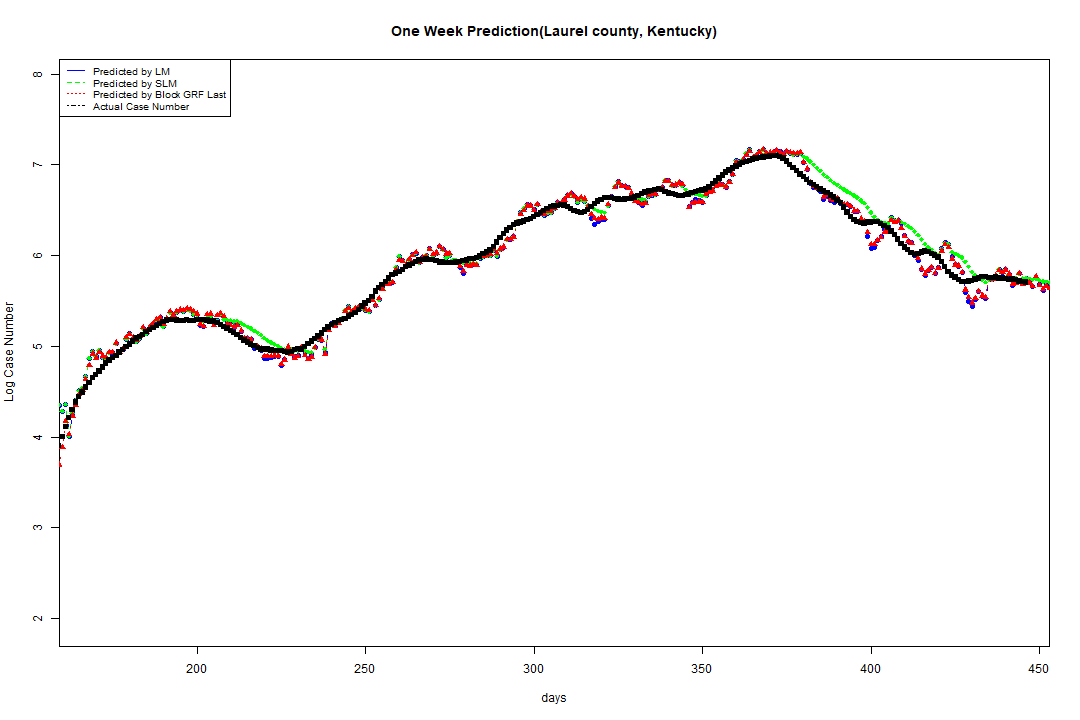 One Week Prediction(Laurel county, Kentucky)
Predicted by LM
Predicted by SLM
Predicted by Block GRF Last
Actual Case Number
8
7
6
5
4
3
2
Log Case Number
200 250 300 350 400 450
days